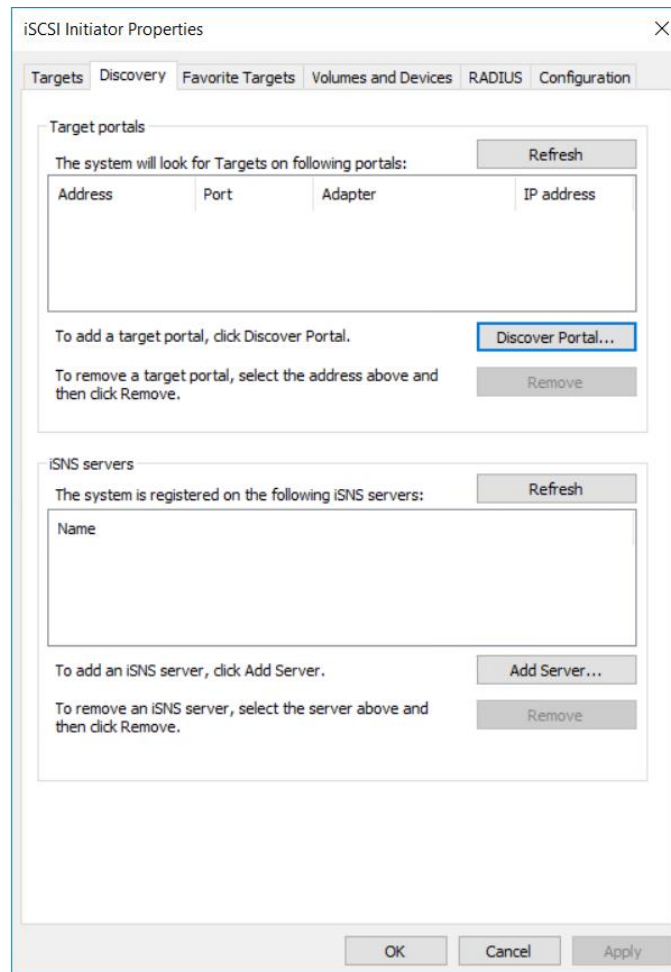 iSCSI Initiator Properties
Targets Discovery Favorite Targets Volumes and Devices RADIUS Configuration
Target portals
The system will look for Targets on following portals: Refresh
Address Port Adapter IP address
To add a target portal, click Discover Portal. Discover Portal...
To remove a target portal, select the address above and
then click Remove.
Remove
iSNS servers
The system is registered on the following iSNS servers: Refresh
Name
To add an iSNS server, click Add Server. Add Server...
To remove an iSNS server, select the server above and
then click Remove.
Remove
OK Cancel Apply